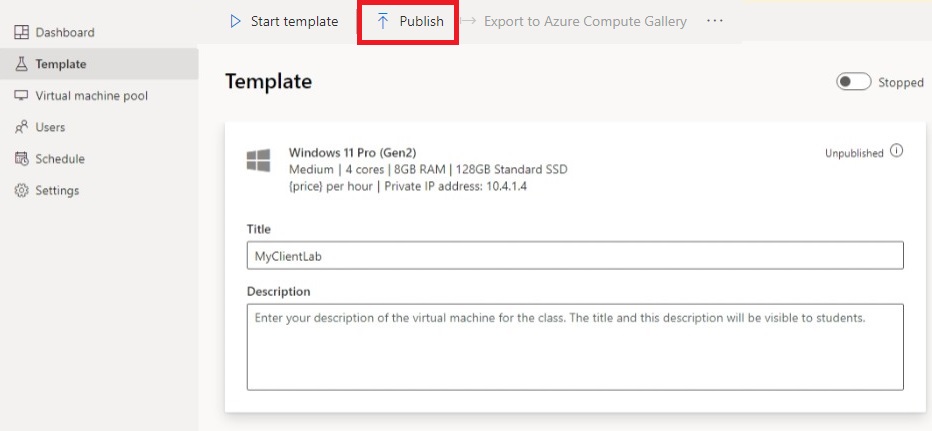 Start template
Publish
Export to Azure Compute Gallery
Dashboard
Template
Virtual machine pool
Users
Schedule
Settings
Template
Stopped
Windows 11 Pro (Gen2)
Medium | 4 cores | 8GB RAM | 128GB Standard SSD
{price} per hour | Private IP address: 10.4.1.4
Unpublished
Title
MyClientLab
Description
Enter your description of the virtual machine for the class. The title and this description will be visible to students.